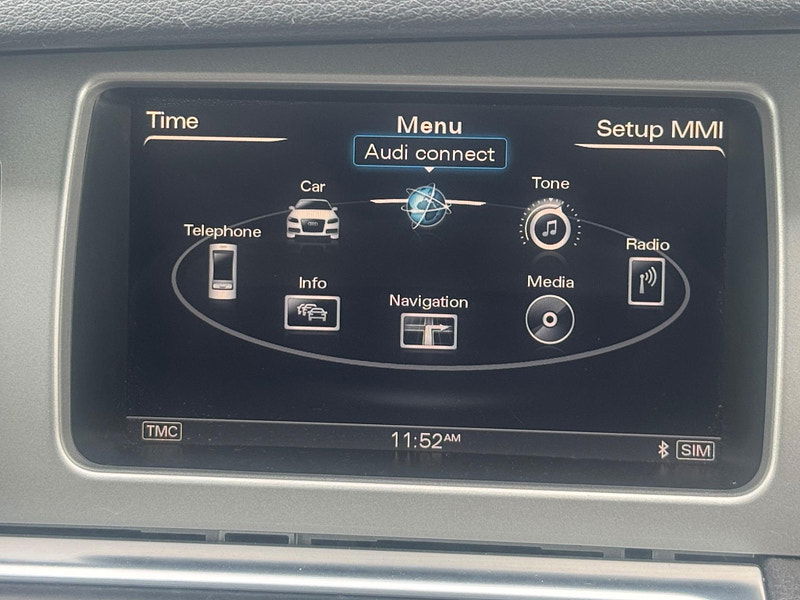 Time
Menu
Setup MMI
Audi connect
Car
Tone
Telephone
Radio
Info
Media
Navigation
TMC
11:52AM
SIM